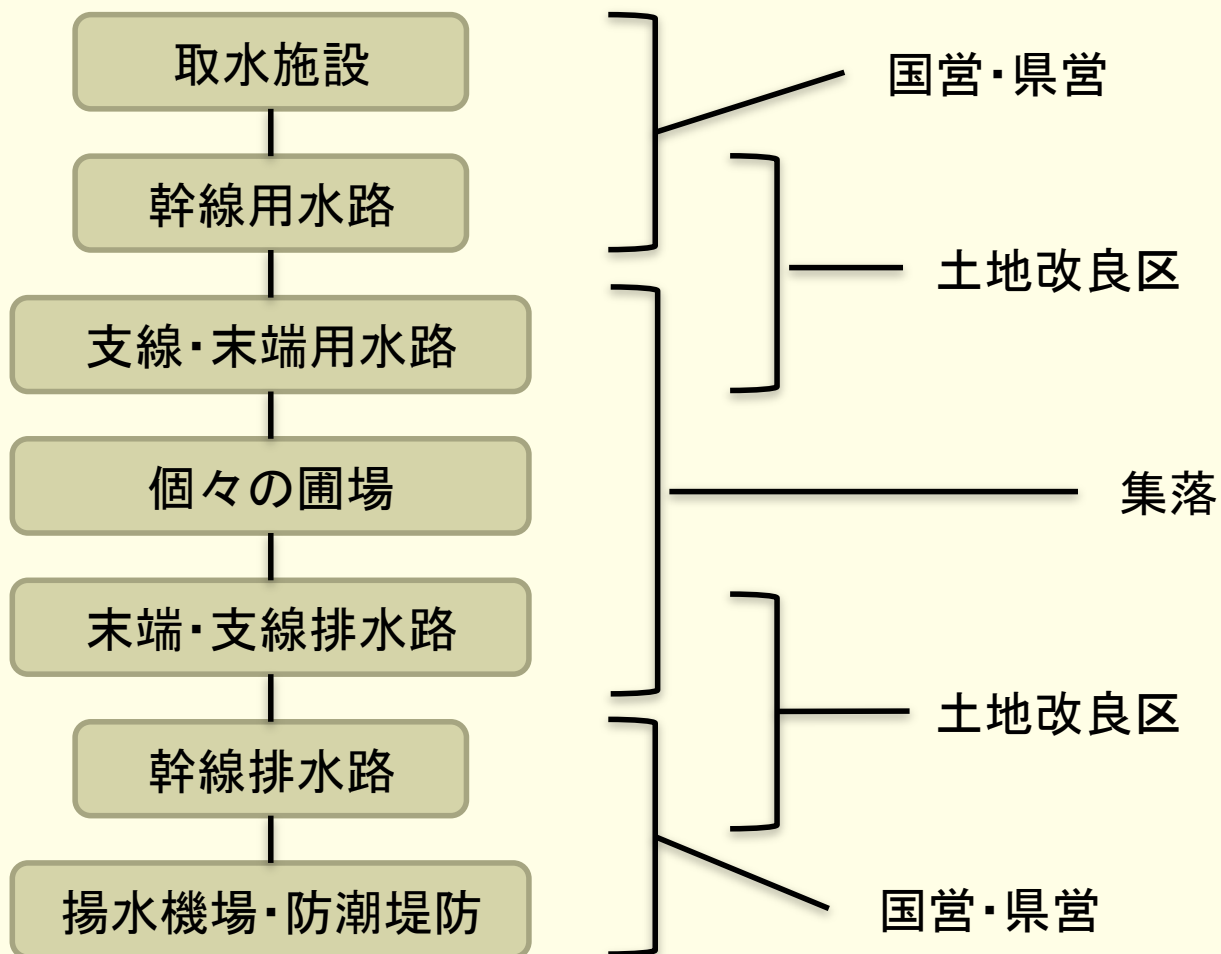 取水施設
国営・県営
幹線用水路
土地改良区
支線・末端用水路
個々の圃場
集落
末端・支線排水路
土地改良区
幹線排水路
揚水機場・防潮堤防
国営・県営